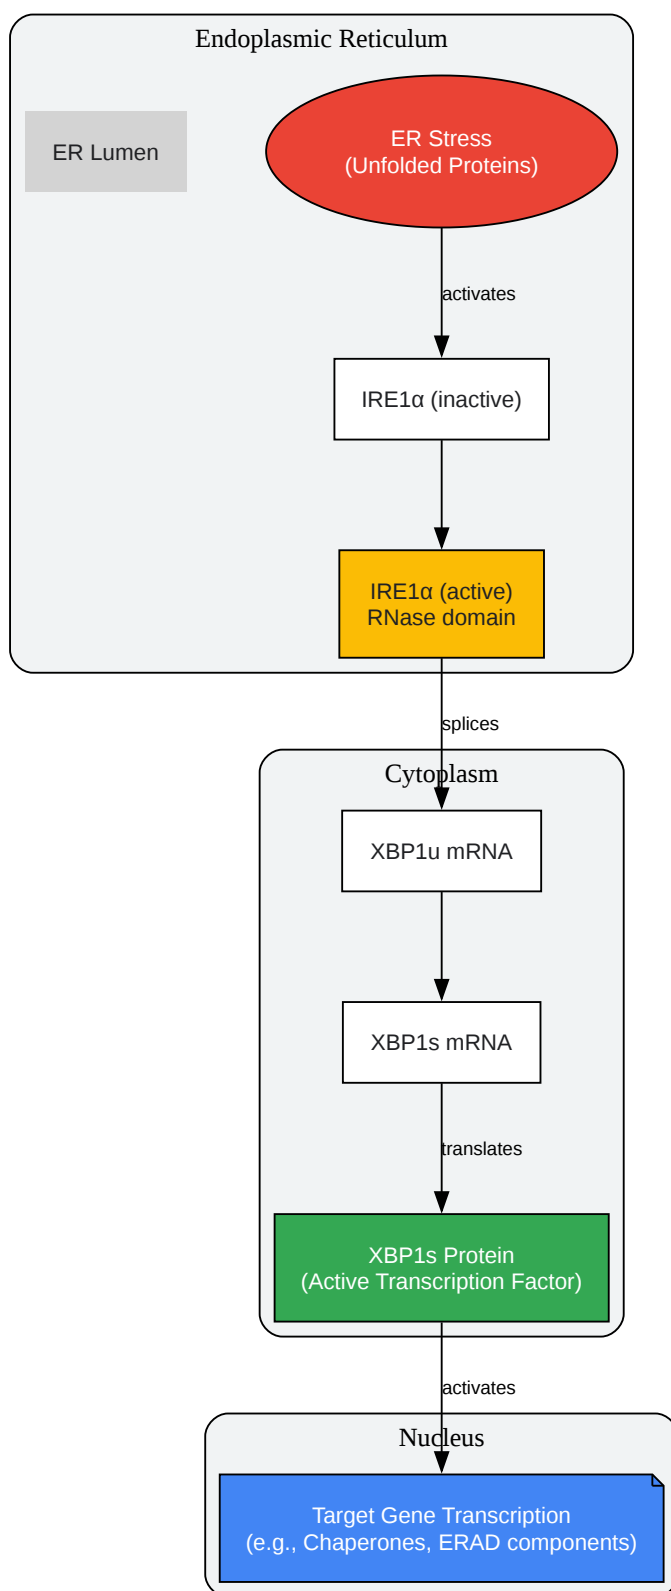 Endoplasmic Reticulum
ER Lumen
ER Stress
(Unfolded Proteins)
activates
IRE1α (inactive)
IRE1α (active)
RNase domain
splices
Cytoplasm
XBP1u mRNA
XBP1s mRNA
translates
XBP1s Protein
(Active Transcription Factor)
activates
Nucleus
Target Gene Transcription
(e.g., Chaperones, ERAD components)